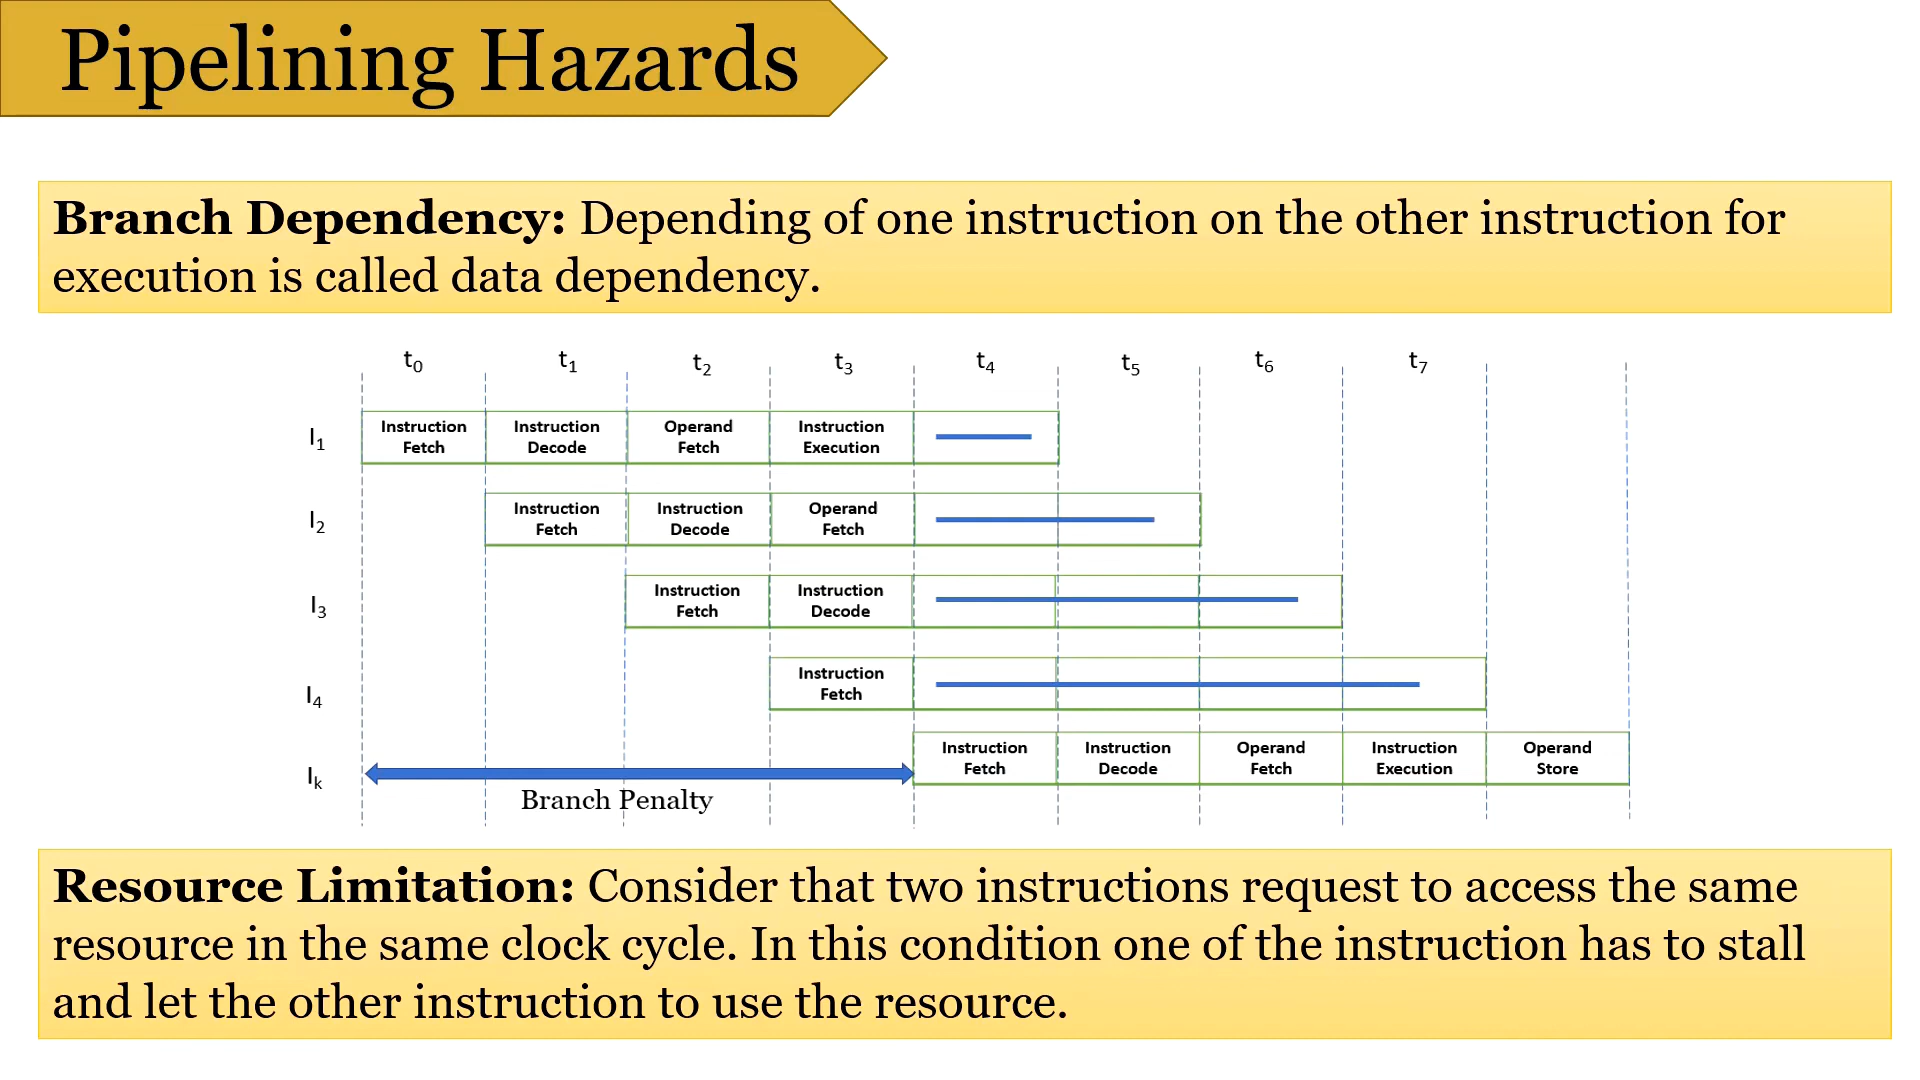 Pipelining Hazards
Branch Dependency: Depending of one instruction on the other instruction for
execution is called data dependency.
t0 t1 t2 t3 t4 t5 t6 t7
I1 Instruction Fetch Instruction Decode Operand Fetch Instruction Execution
I2 Instruction Fetch Instruction Decode Operand Fetch
I3 Instruction Fetch Instruction Decode
I4 Instruction Fetch
Ik Instruction Fetch Instruction Decode Operand Fetch Instruction Execution Operand Store
Branch Penalty
Resource Limitation: Consider that two instructions request to access the same
resource in the same clock cycle. In this condition one of the instruction has to stall
and let the other instruction to use the resource.